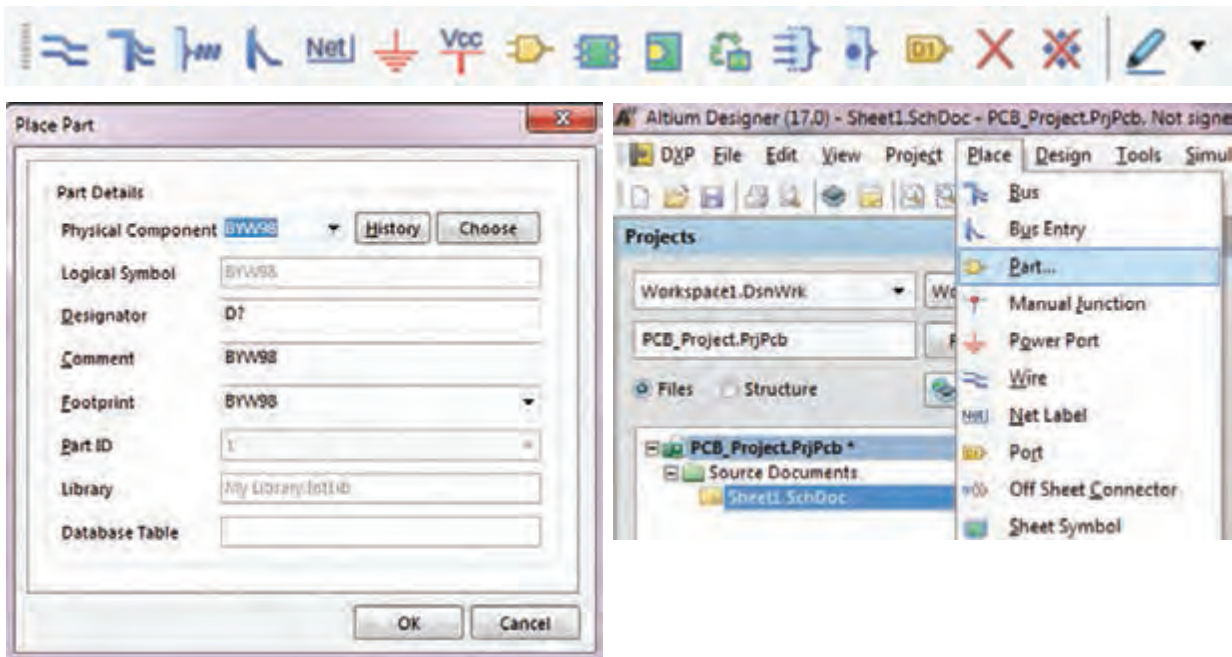 Net
Vcc
D1
Place Part
Part Details
Physical Component BYW98 History Choose
Logical Symbol BYW98
Designator D?
Comment BYW98
Footprint BYW98
Part ID 1
Library My Library.IntLib
Database Table
OK Cancel
Altium Designer (17.0) - Sheet1.SchDoc - PCB_Project.PrjPcb. Not signe
DXP File Edit View Project Place Design Tools Simul
Projects
Workspace1.DsnWrk Wo
PCB_Project.PrjPcb P
Files Structure
PCB_Project.PrjPcb *
Source Documents
Sheet1.SchDoc
Bus
Bus Entry
Part...
Manual Junction
Power Port
Wire
Net Net Label
D1 Port
Off Sheet Connector
Sheet Symbol